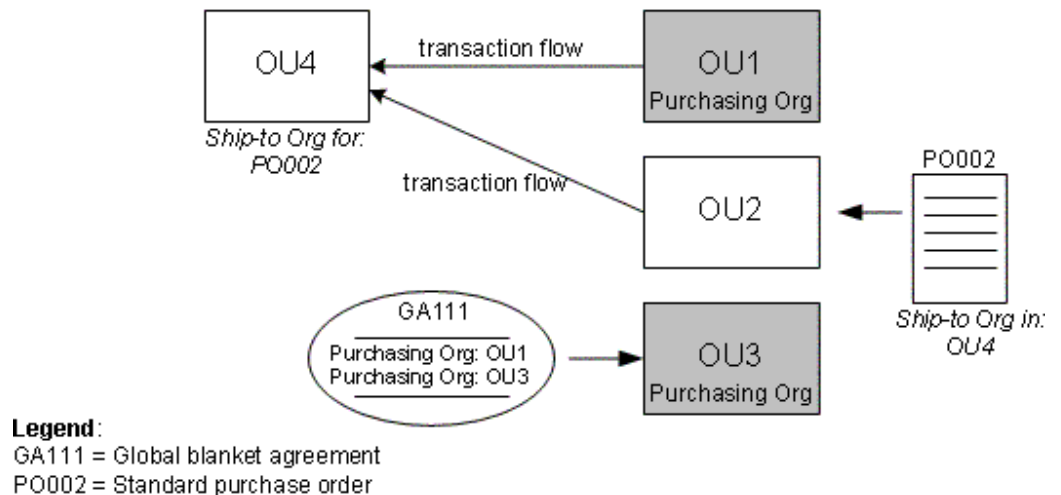 OU4
Ship-to Org for:
PO002
transaction flow
OU1
Purchasing Org
transaction flow
OU2
PO002
Ship-to Org in:
OU4
GA111
Purchasing Org: OU1
Purchasing Org: OU3
OU3
Purchasing Org
Legend:
GA111 = Global blanket agreement
PO002 = Standard purchase order